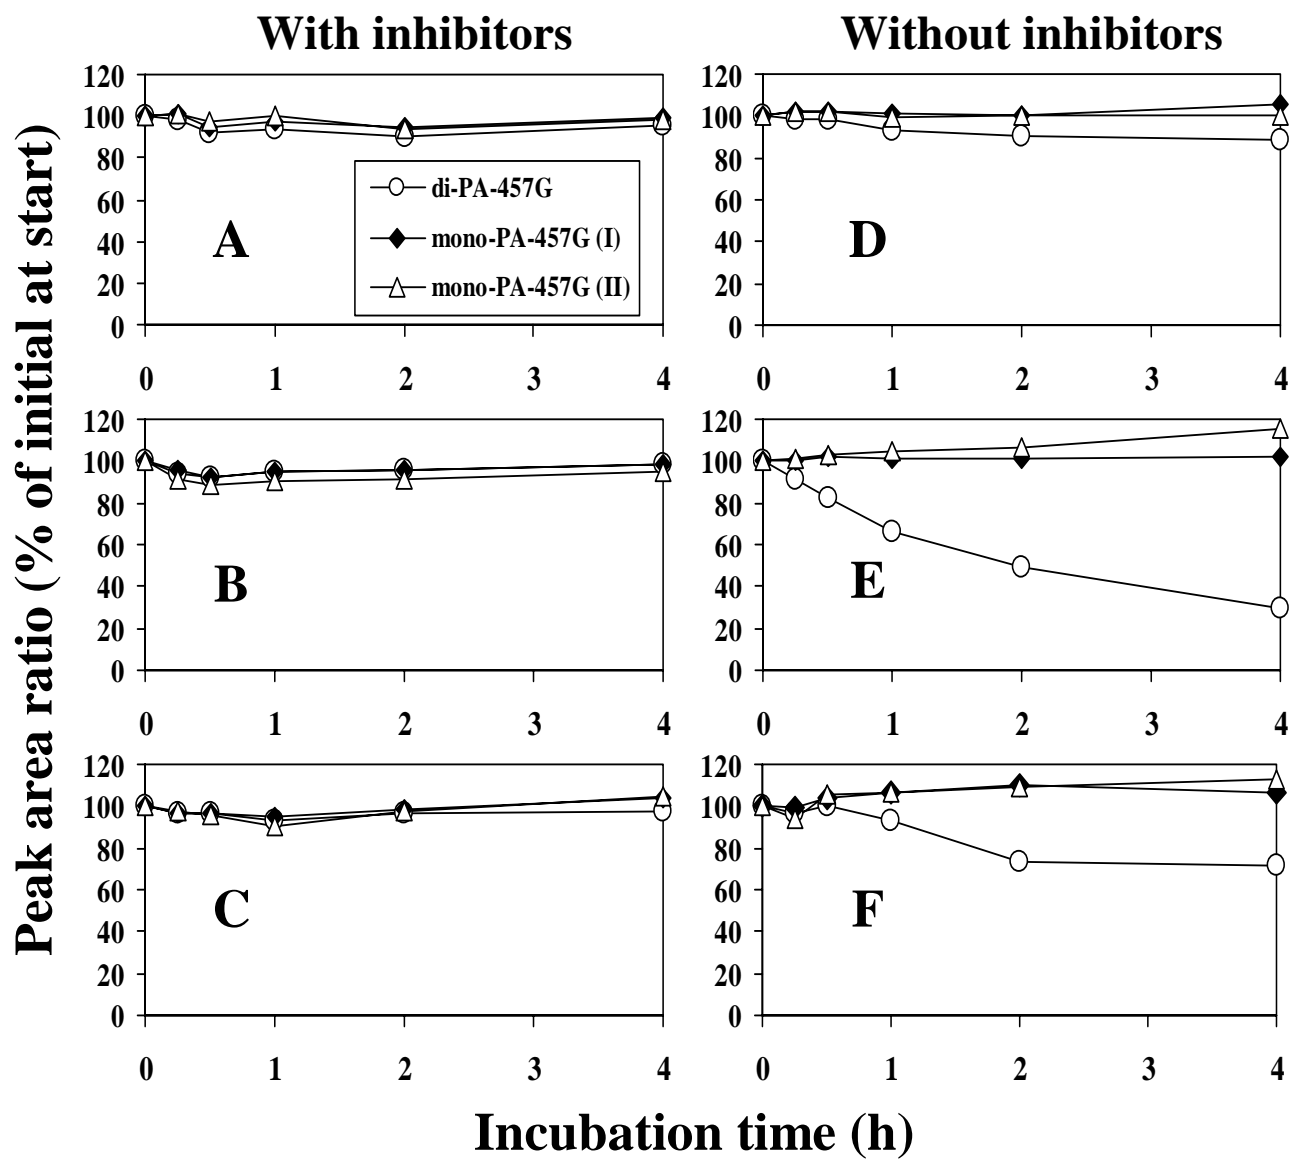 With inhibitors
Without inhibitors
Peak area ratio (% of initial at start)
120
100
80
60
40
20
0
0 1 2 3 4
A
di-PA-457G
mono-PA-457G (I)
mono-PA-457G (II)
120
100
80
60
40
20
0
0 1 2 3 4
D
120
100
80
60
40
20
0
0 1 2 3 4
B
120
100
80
60
40
20
0
0 1 2 3 4
E
120
100
80
60
40
20
0
0 1 2 3 4
C
120
100
80
60
40
20
0
0 1 2 3 4
F
Incubation time (h)